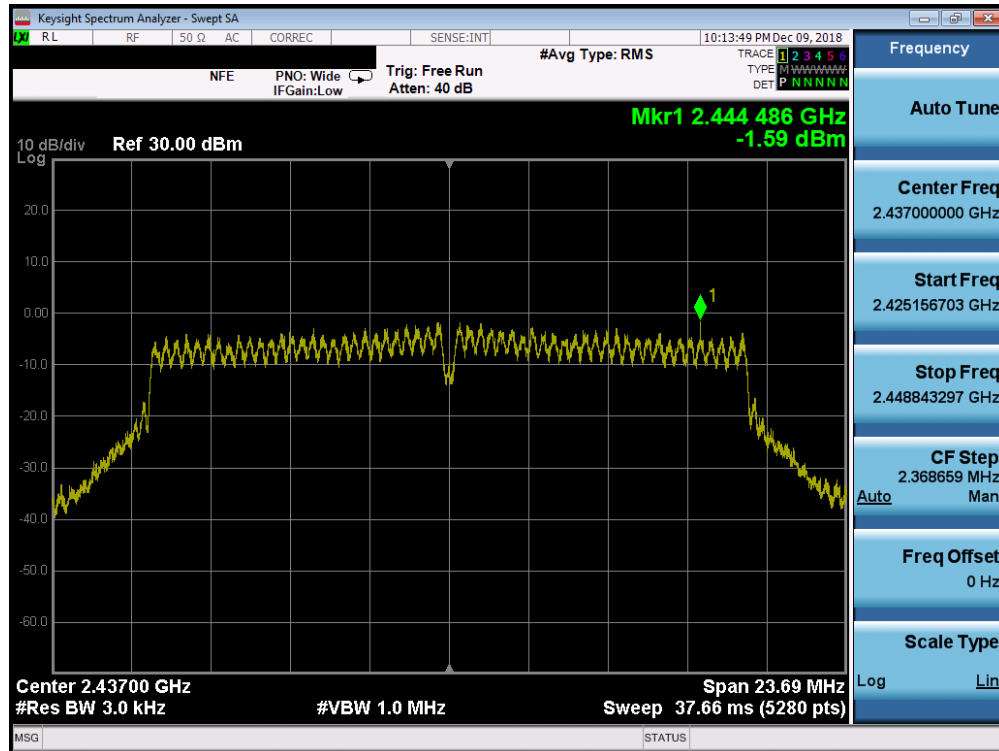 Keysight Spectrum Analyzer - Swept SA
LXI RL RF 50 Ω AC CORREC SENSE:INT 10:13:49 PM Dec 09, 2018
#Avg Type: RMS TRACE 1 2 3 4 5 6
NFE PNO: Wide Trig: Free Run TYPE M WWWWW
IFGain:Low Atten: 40 dB DET P N N N N N
Mkr1 2.444 486 GHz
-1.59 dBm
10 dB/div Ref 30.00 dBm
Log
20.0
10.0
0.00
-10.0
-20.0
-30.0
-40.0
-50.0
-60.0
1
Center 2.43700 GHz Span 23.69 MHz
#Res BW 3.0 kHz #VBW 1.0 MHz Sweep 37.66 ms (5280 pts)
MSG STATUS
Frequency
Auto Tune
Center Freq
2.437000000 GHz
Start Freq
2.425156703 GHz
Stop Freq
2.448843297 GHz
CF Step
2.368659 MHz
Auto Man
Freq Offset
0 Hz
Scale Type
Log Lin